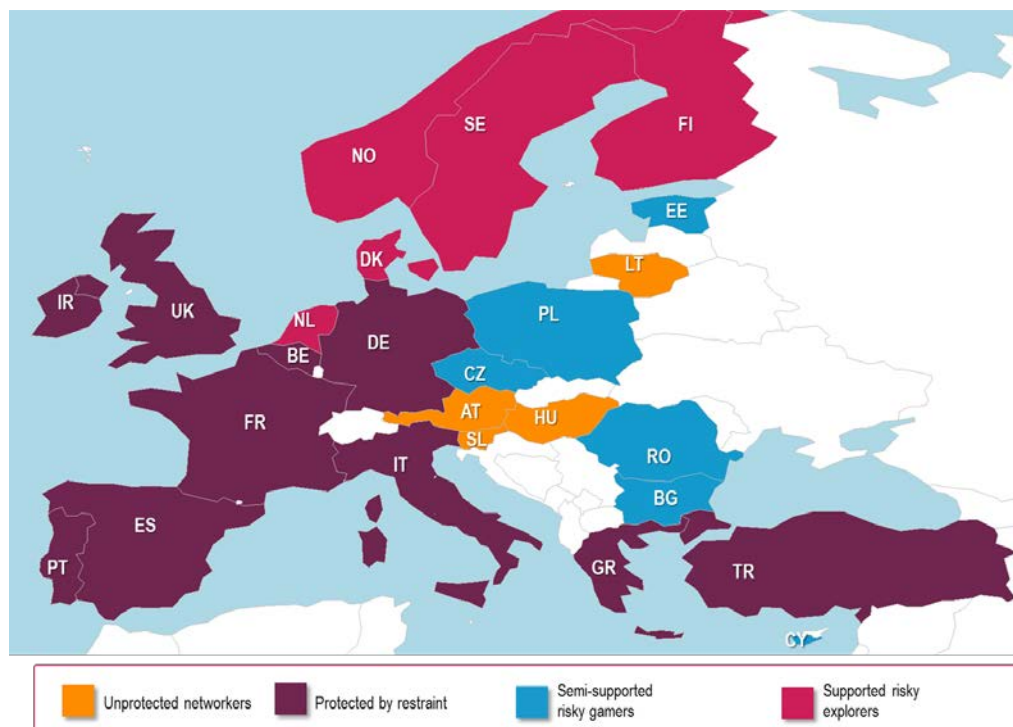 SE
FI
NO
EE
DK
LT
IR
UK
NL
PL
BE
DE
CZ
FR
AT
HU
SL
IT
RO
BG
ES
PT
GR
TR
CY
Unprotected networkers
Protected by restraint
Semi-supported
risky gamers
Supported risky
explorers